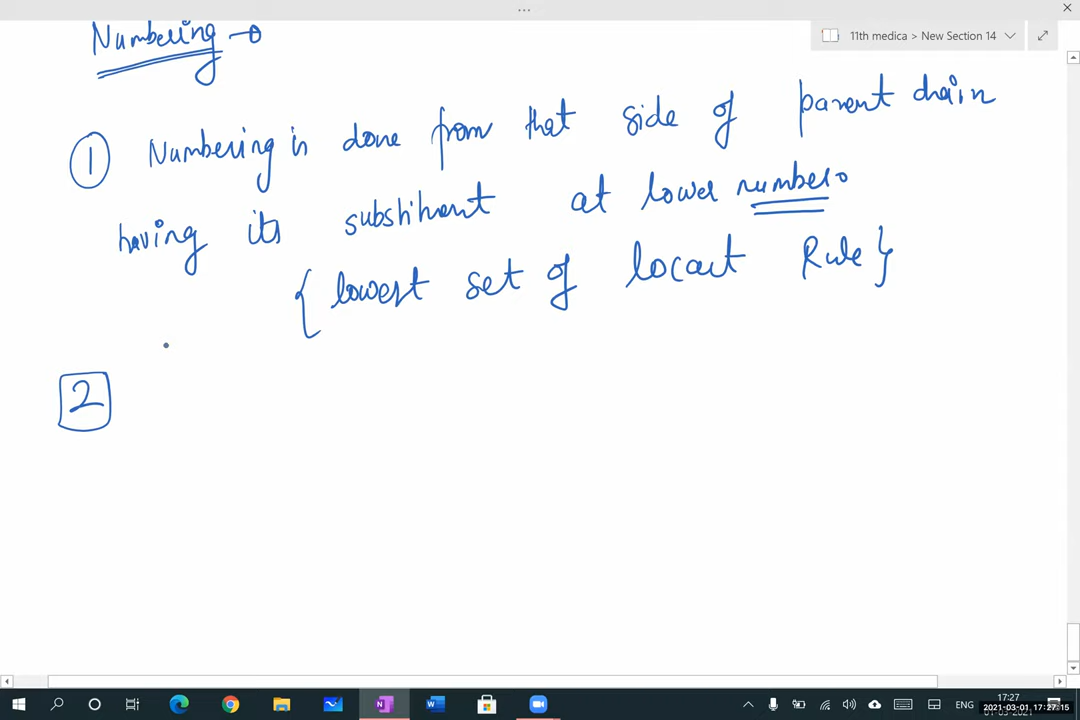 ...
Numbering →
11th medica > New Section 14
① Numbering is done from that side of parent chain
having its substituent at lower number.
{ lowest set of locant Rule }
2
ENG
17:27
2021-03-01 17:27:15